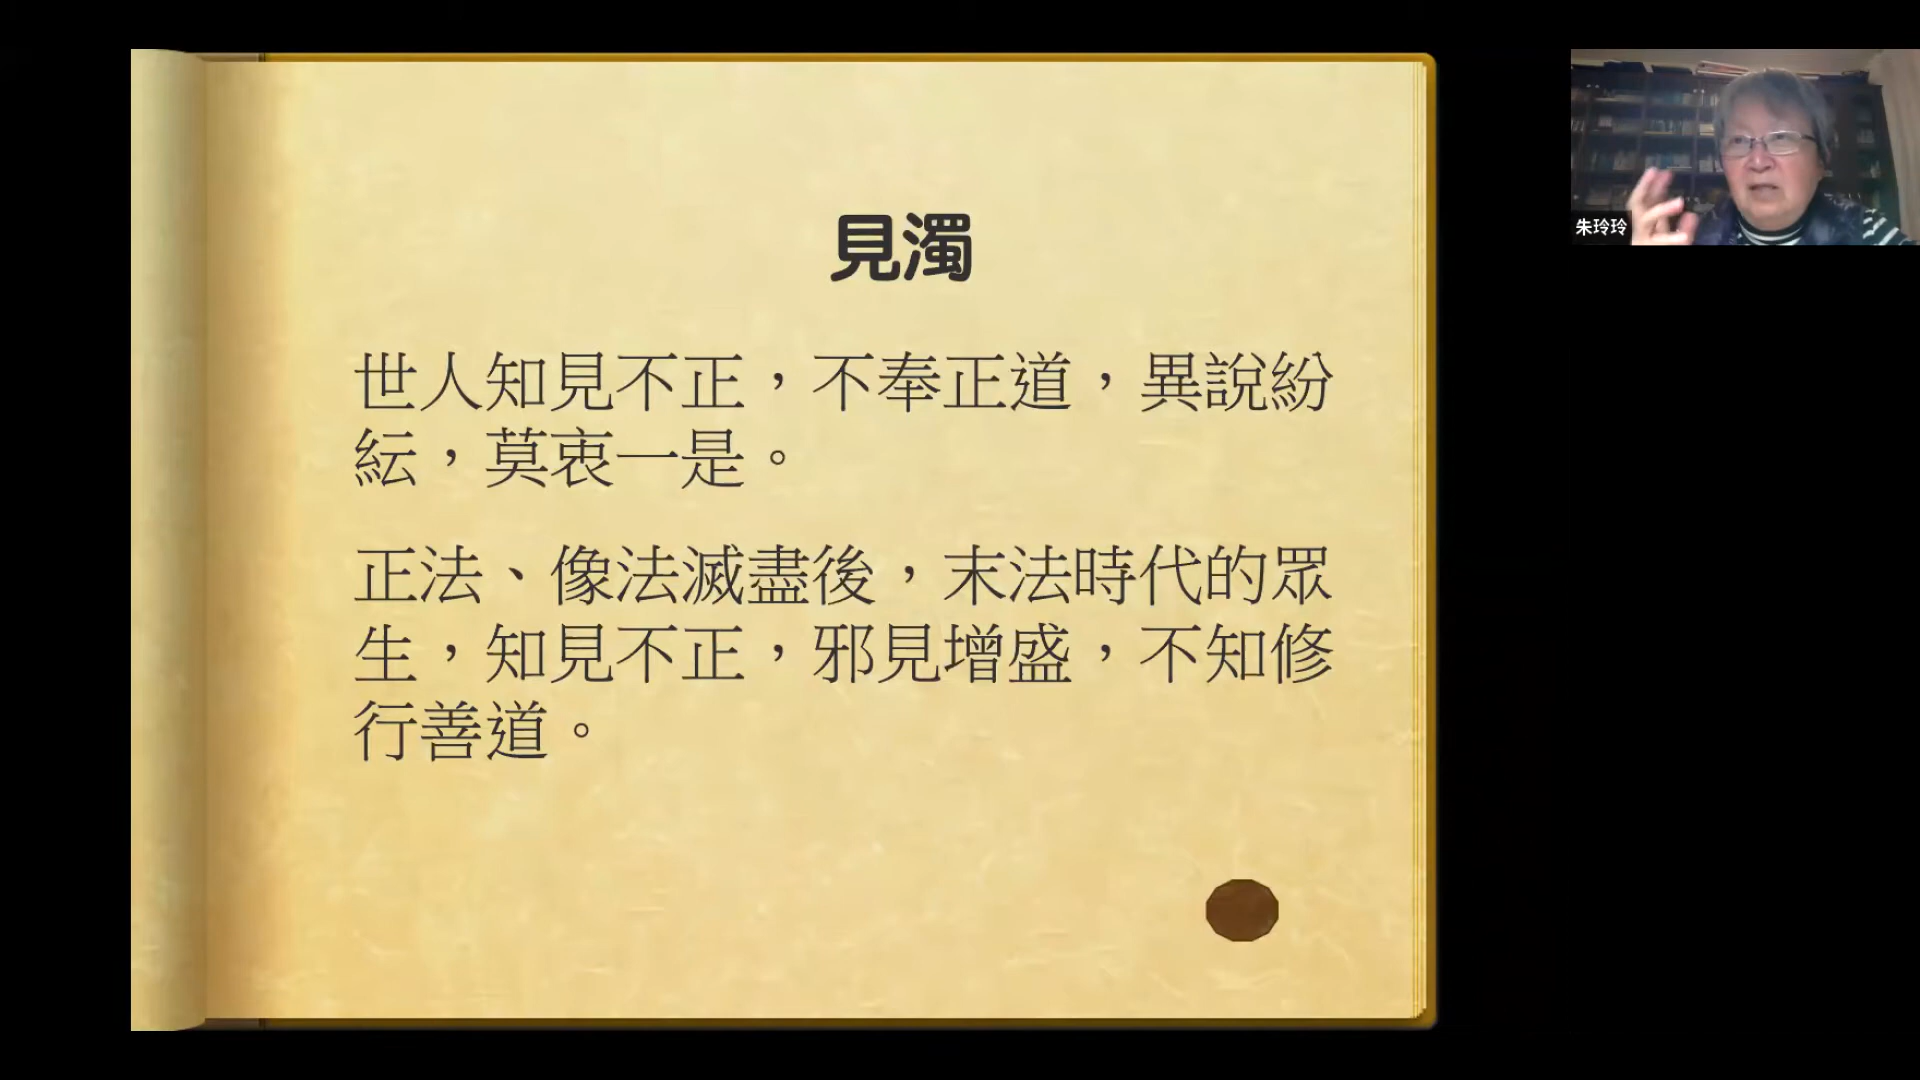 見濁
世人知見不正，不奉正道，異說紛
紜，莫衷一是。
正法、像法滅盡後，末法時代的眾
生，知見不正，邪見增盛，不知修
行善道。
朱玲玲